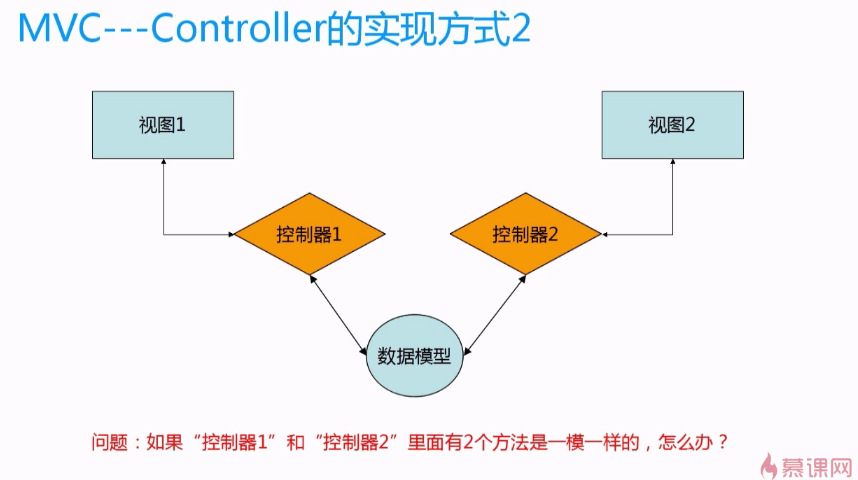 MVC---Controller的实现方式2
视图1
视图2
控制器1
控制器2
数据模型
问题：如果“控制器1”和“控制器2”里面有2个方法是一模一样的，怎么办？
慕课网